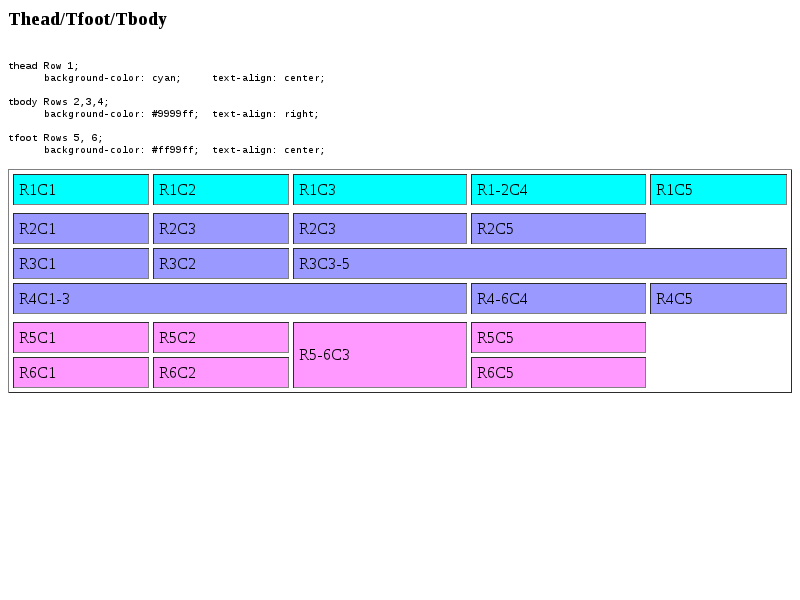 Thead/Tfoot/Tbody
thead Row 1;
background-color: cyan; text-align: center;
tbody Rows 2,3,4;
background-color: #9999ff; text-align: right;
tfoot Rows 5, 6;
background-color: #ff99ff; text-align: center;
R1C1 R1C2 R1C3 R1-2C4 R1C5
R2C1 R2C3 R2C3 R2C5
R3C1 R3C2 R3C3-5
R4C1-3 R4-6C4 R4C5
R5C1 R5C2 R5-6C3 R5C5
R6C1 R6C2 R6C5